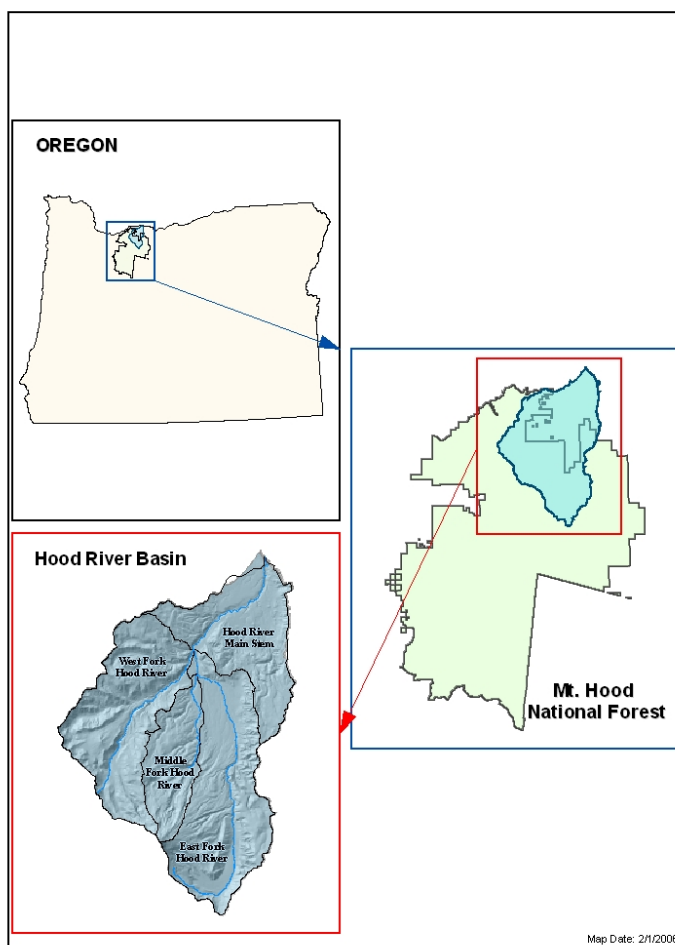 OREGON
Mt. Hood
National Forest
Hood River Basin
Hood River
Main Stem
West Fork
Hood River
Middle
Fork Hood
River
East Fork
Hood River
Map Date: 2/1/2006